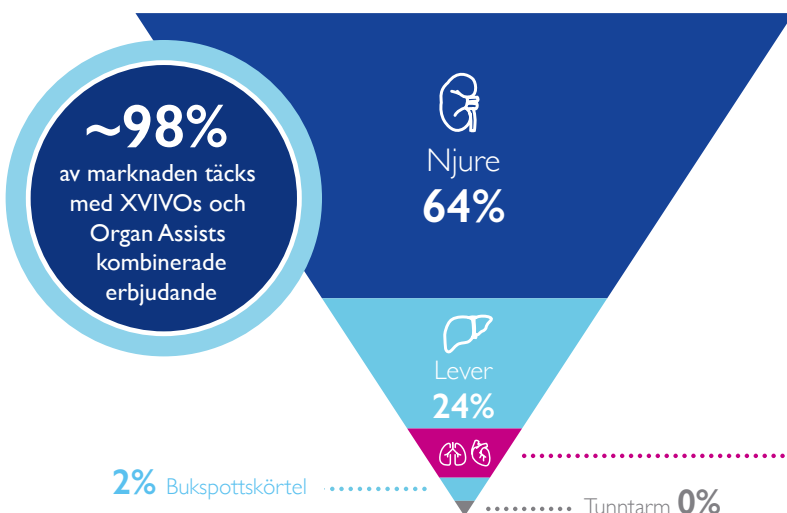 ~98%
av marknaden täcks
med XVIVOs och
Organ Assists
kombinerade
erbjudande
Njure
64%
Lever
24%
2% Bukspottskörtel
Tunntarm 0%